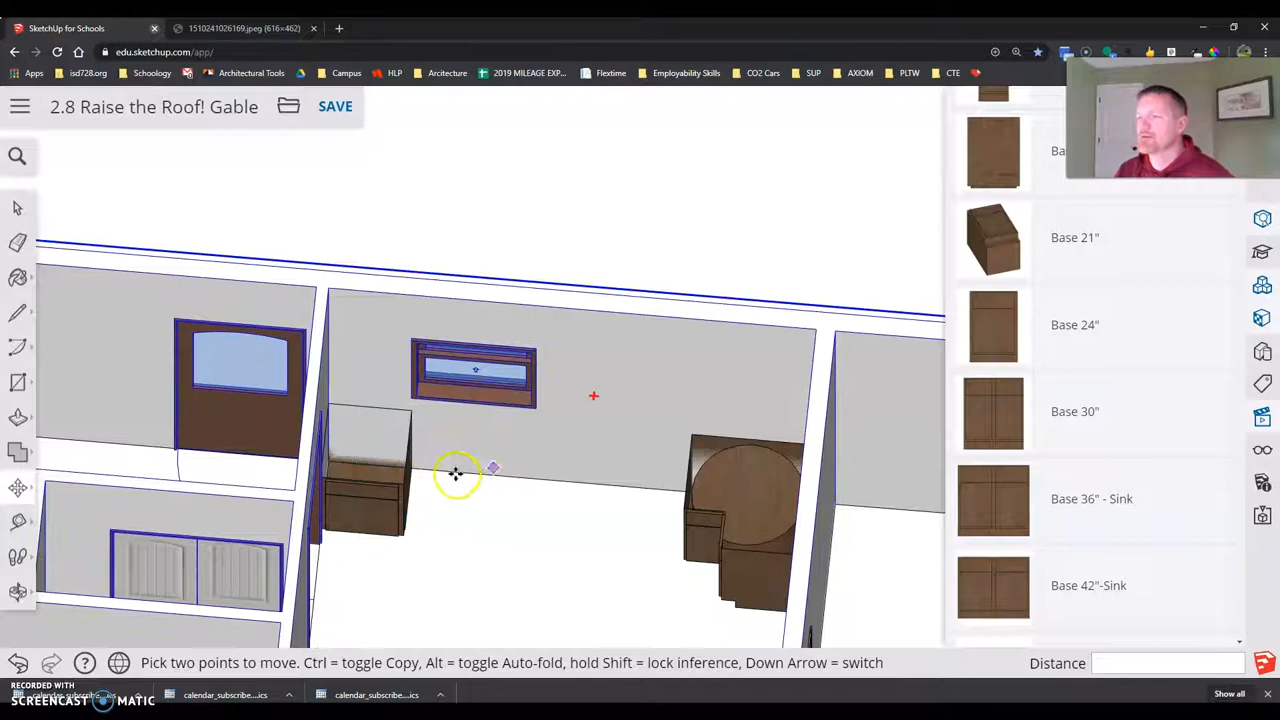 SketchUp for Schools
1510241026169.jpeg (616×462)
edu.sketchup.com/app/
Apps
isd728.org
Schoology
Architectural Tools
Campus
HLP
Arcitecture
2019 MILEAGE EXP...
Flextime
Employability Skills
CO2 Cars
SUP
AXIOM
PLTW
CTE
2.8 Raise the Roof! Gable
SAVE
Base 21"
Base 24"
Base 30"
Base 36" - Sink
Base 42"-Sink
Pick two points to move. Ctrl = toggle Copy, Alt = toggle Auto-fold, hold Shift = lock inference, Down Arrow = switch
Distance
RECORDED WITH
SCREENCAST MATIC
calendar_subscribe....ics
calendar_subscribe....ics
Show all